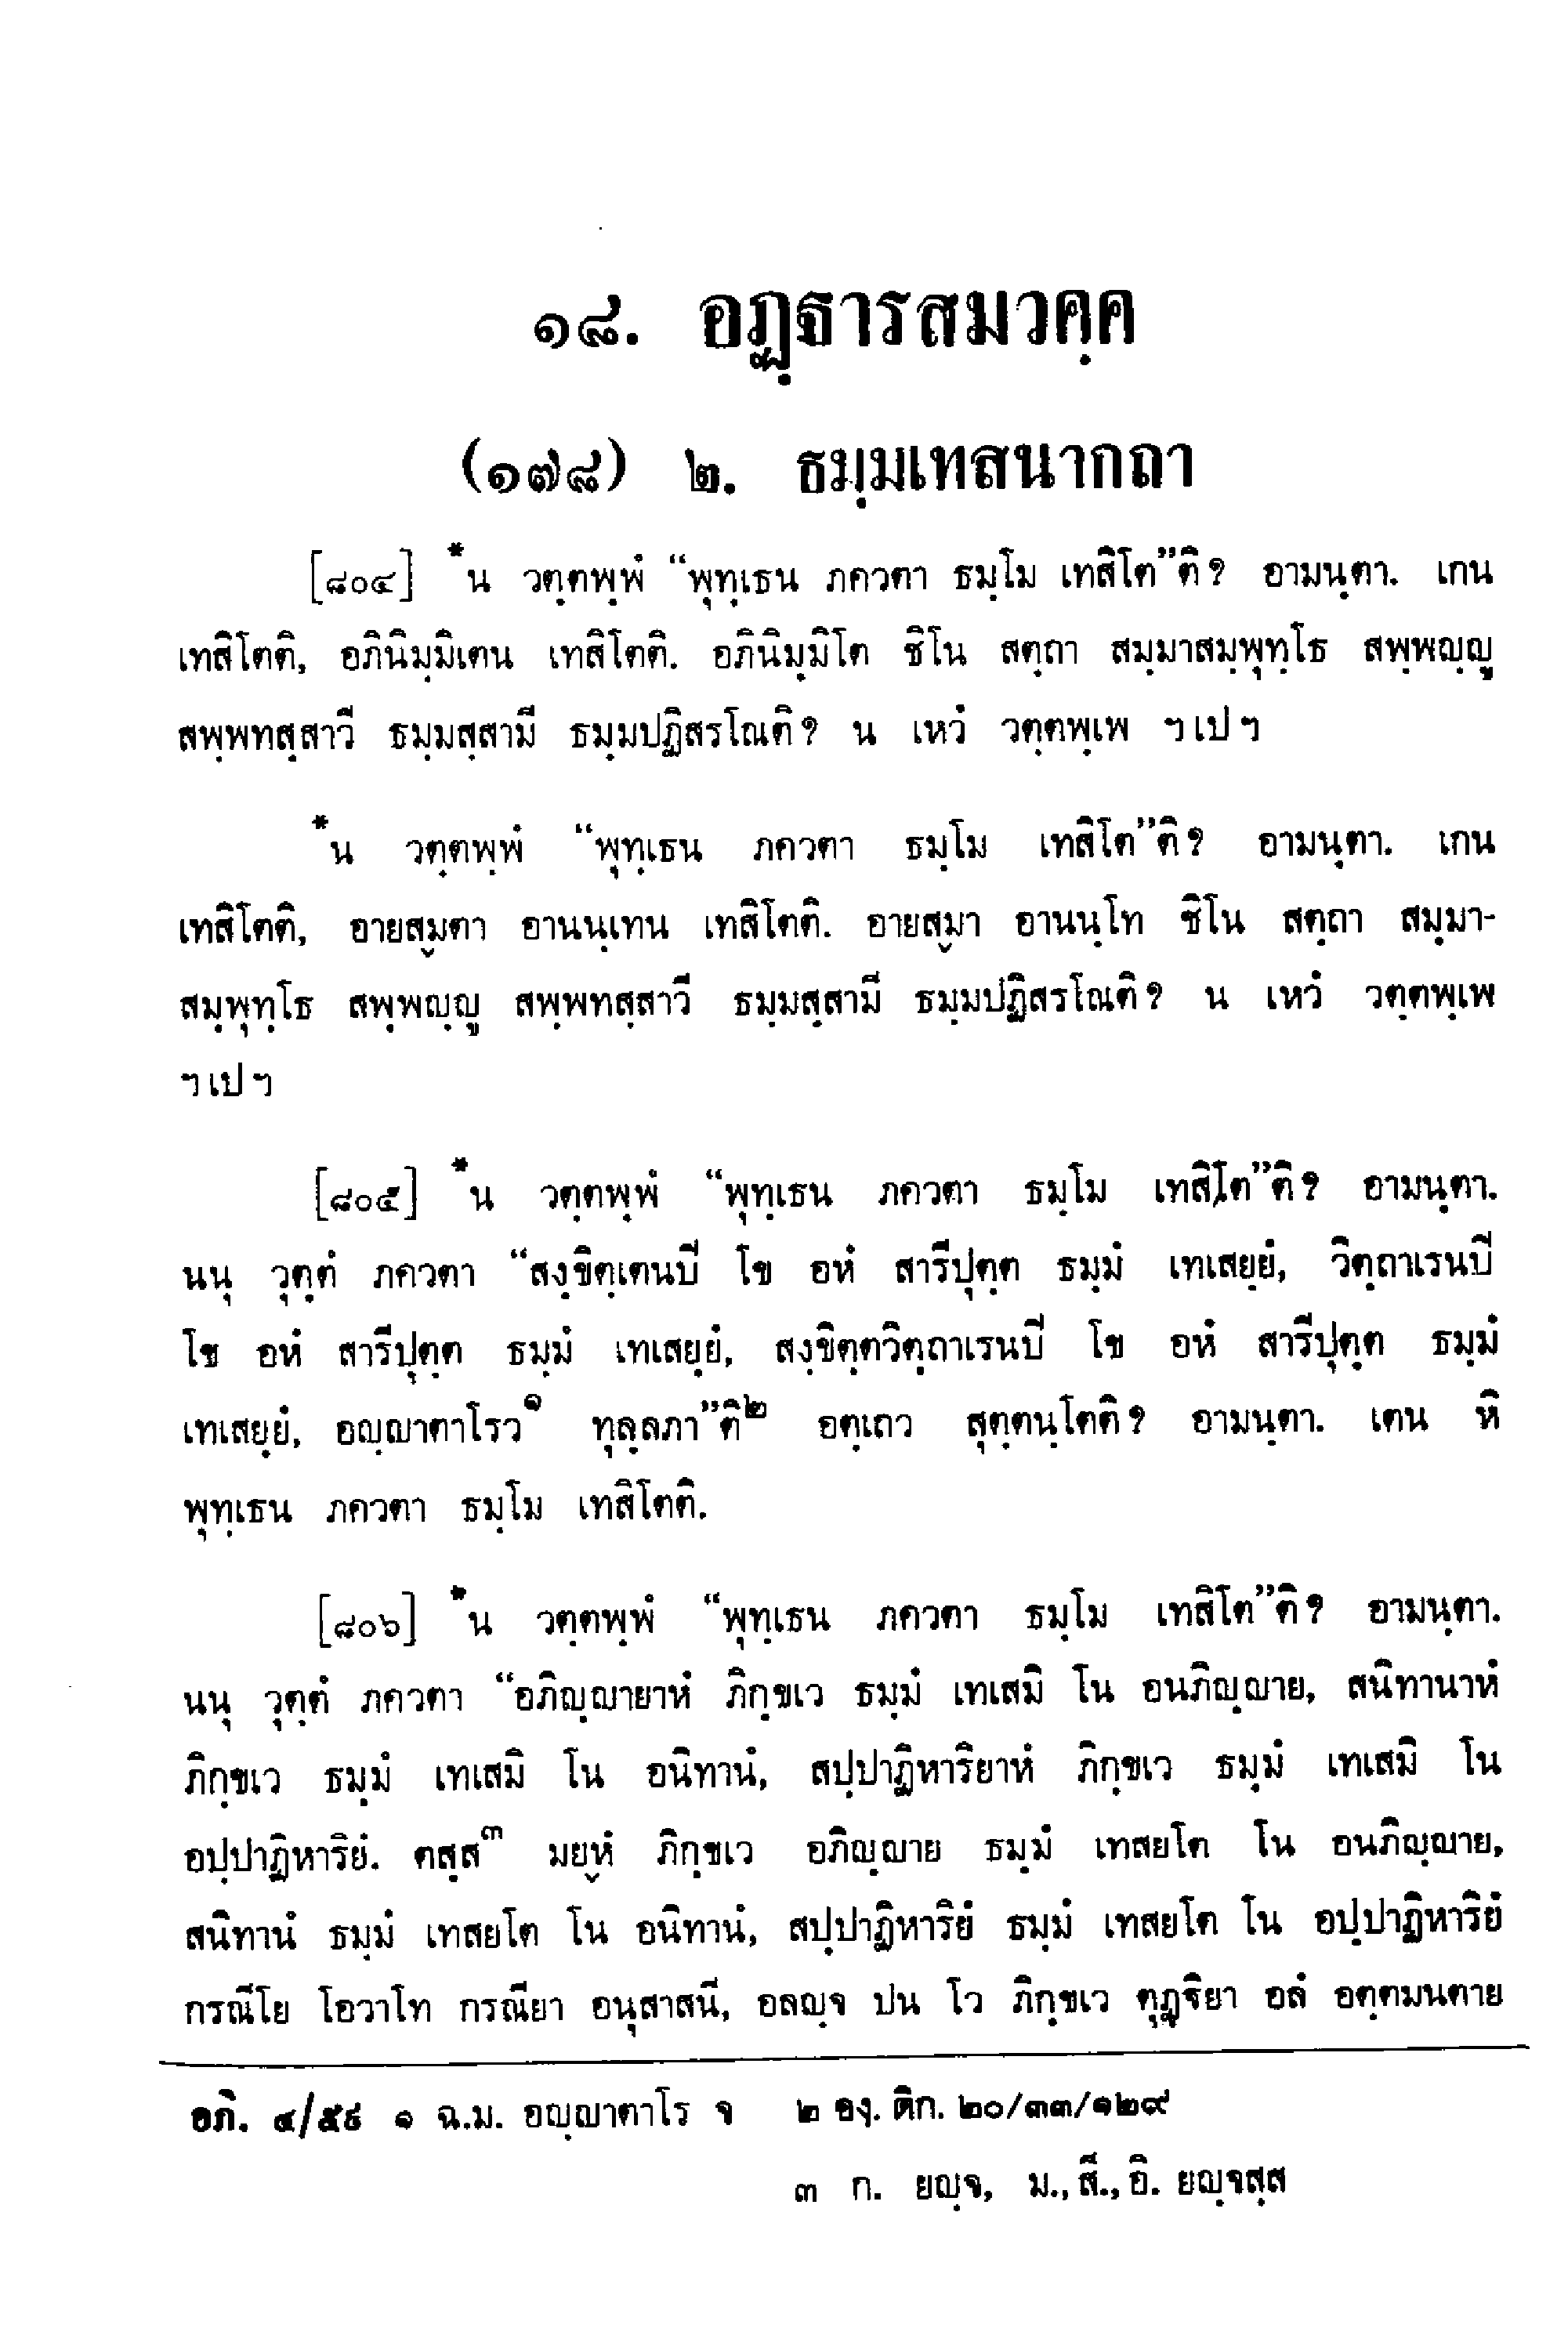 ๑๘. อฏฺฐารสมวคฺค
(๑๗๘) ๒. ธมฺมเทสนากถา
[๘๐๔] *น วตฺตพฺพํ “พุทฺเธน ภควตา ธมฺโม เทสิโต”ติ? อามนฺตา. เกน
เทสิโตติ, อภินิมฺมิเตน เทสิโตติ. อภินิมฺมิโต ชิโน สตฺถา สมฺมาสมฺพุทฺโธ สพฺพญฺญู
สพฺพทสฺสาวี ธมฺมสฺสามี ธมฺมปฏิสรโณติ? น เหวํ วตฺตพฺเพ ฯเปฯ
*น วตฺตพฺพํ “พุทฺเธน ภควตา ธมฺโม เทสิโต”ติ? อามนฺตา. เกน
เทสิโตติ, อายสฺมตา อานนฺเทน เทสิโตติ. อายสฺมา อานนฺโท ชิโน สตฺถา สมฺมา-
สมฺพุทฺโธ สพฺพญฺญู สพฺพทสฺสาวี ธมฺมสฺสามี ธมฺมปฏิสรโณติ? น เหวํ วตฺตพฺเพ
ฯเปฯ
[๘๐๕] *น วตฺตพฺพํ “พุทฺเธน ภควตา ธมฺโม เทสิโต”ติ? อามนฺตา.
นนุ วุตฺตํ ภควตา “สงฺขิตฺเตนปี โข อหํ สารีปุตฺต ธมฺมํ เทเสยฺยํ, วิตฺถาเรนปี
โข อหํ สารีปุตฺต ธมฺมํ เทเสยฺยํ, สงฺขิตฺตวิตฺถาเรนปี โข อหํ สารีปุตฺต ธมฺมํ
เทเสยฺยํ, อญฺญาตาโรว๑ ทุลฺลภา”ติ๒ อตฺเถว สุตฺตนฺโตติ? อามนฺตา. เตน หิ
พุทฺเธน ภควตา ธมฺโม เทสิโตติ.
[๘๐๖] *น วตฺตพฺพํ “พุทฺเธน ภควตา ธมฺโม เทสิโต”ติ? อามนฺตา.
นนุ วุตฺตํ ภควตา “อภิญฺญายาหํ ภิกฺขเว ธมฺมํ เทเสมิ โน อนภิญฺญาย, สนิทานาหํ
ภิกฺขเว ธมฺมํ เทเสมิ โน อนิทานํ, สปฺปาฏิหาริยาหํ ภิกฺขเว ธมฺมํ เทเสมิ โน
อปฺปาฏิหาริยํ. ตสฺส๓ มยฺหํ ภิกฺขเว อภิญฺญาย ธมฺมํ เทสยโต โน อนภิญฺญาย,
สนิทานํ ธมฺมํ เทสยโต โน อนิทานํ, สปฺปาฏิหาริยํ ธมฺมํ เทสยโต โน อปฺปาฏิหาริยํ
กรณีโย โอวาโท กรณียา อนุสาสนี, อลญฺจ ปน โว ภิกฺขเว ตุฏฺฐิยา อลํ อตฺตมนตาย
อภิ. ๔/๕๘ ๑ ฉ.ม. อญฺญาตาโร จ ๒ องฺ. ติก. ๒๐/๓๓/๑๒๙
๓ ก. ยญฺจ, ม.,สี.,อิ. ยญฺจสฺส